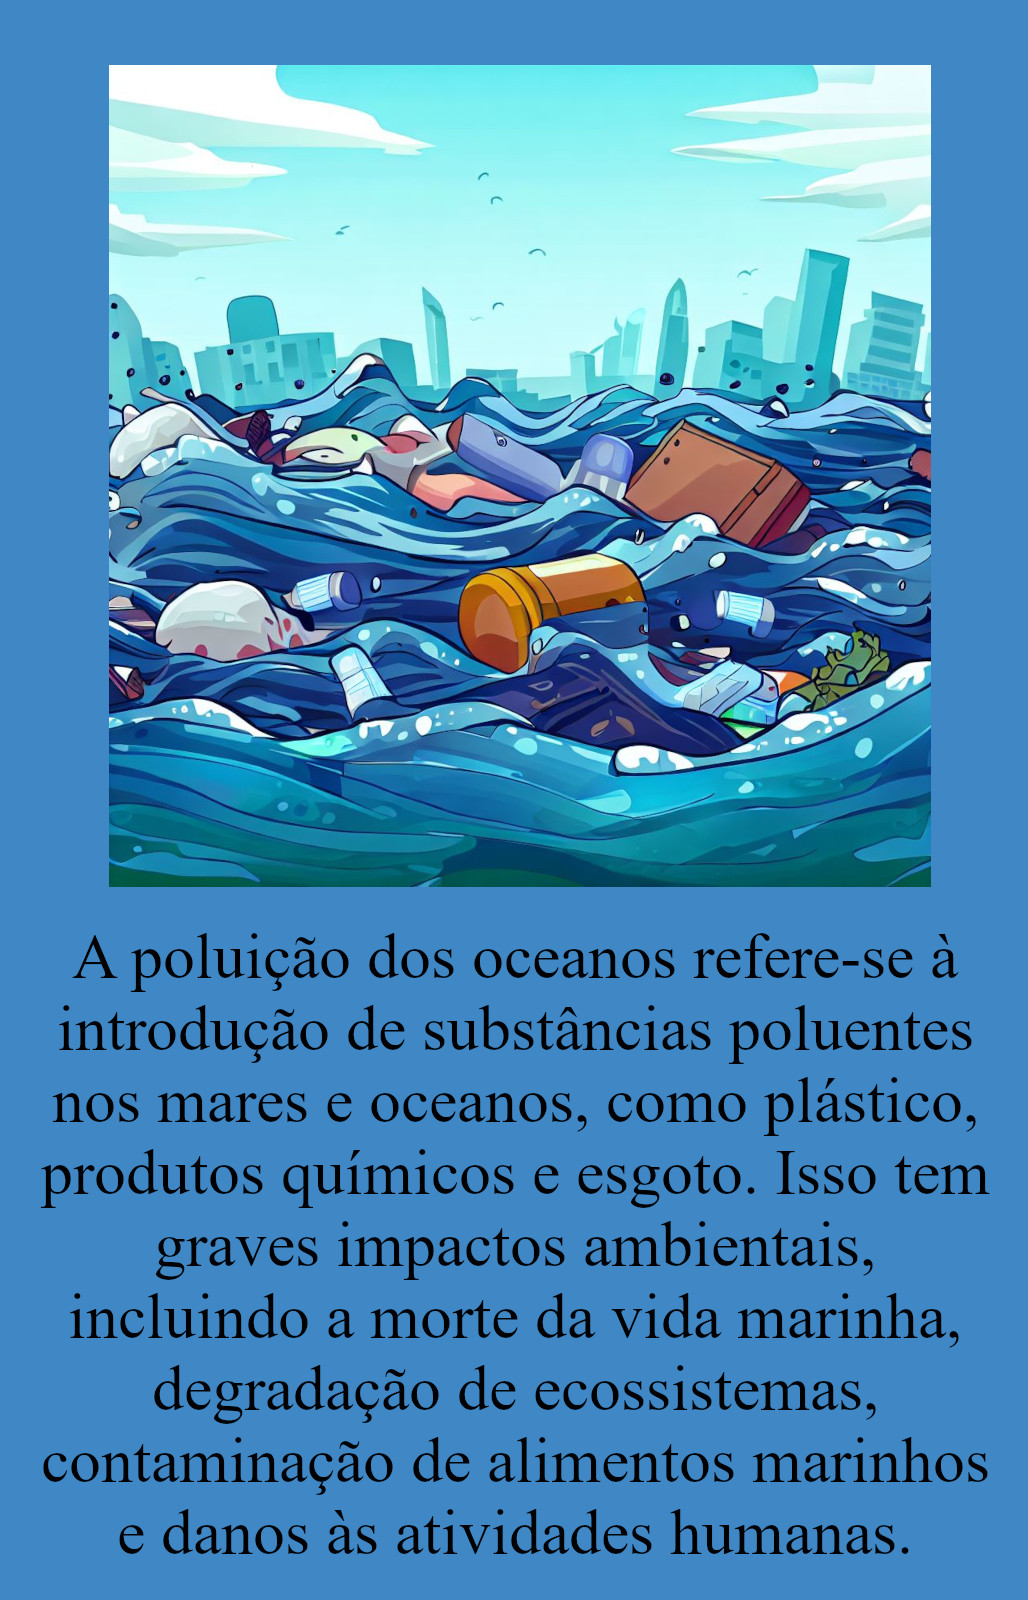 A poluição dos oceanos refere-se à
introdução de substâncias poluentes
nos mares e oceanos, como plástico,
produtos químicos e esgoto. Isso tem
graves impactos ambientais,
incluindo a morte da vida marinha,
degradação de ecossistemas,
contaminação de alimentos marinhos
e danos às atividades humanas.